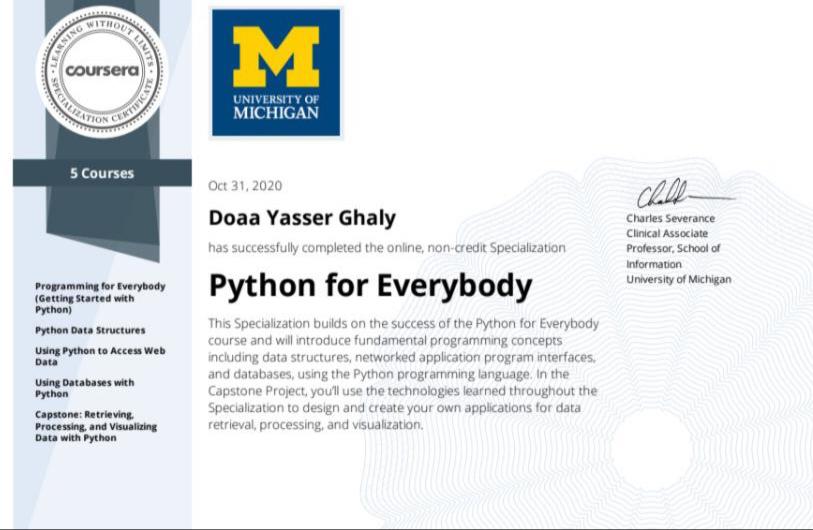 LEARNING WITHOUT LIMITS
coursera
SPECIALIZATION CERTIFICATE
5 Courses
Programming for Everybody
(Getting Started with
Python)
Python Data Structures
Using Python to Access Web
Data
Using Databases with
Python
Capstone: Retrieving,
Processing, and Visualizing
Data with Python
M
UNIVERSITY OF
MICHIGAN
Oct 31, 2020
Doaa Yasser Ghaly
has successfully completed the online, non-credit Specialization
Python for Everybody
This Specialization builds on the success of the Python for Everybody
course and will introduce fundamental programming concepts
including data structures, networked application program interfaces,
and databases, using the Python programming language. In the
Capstone Project, you’ll use the technologies learned throughout the
Specialization to design and create your own applications for data
retrieval, processing, and visualization.
Charles Severance
Clinical Associate
Professor, School of
Information
University of Michigan